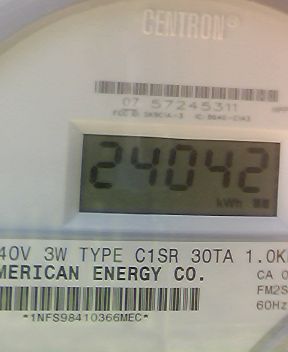 CENTRON®
07 57245311
24042
kWh
40V 3W TYPE C1SR 30TA 1.0K
MERICAN ENERGY CO.
CA 0
FM2S
60Hz
*1NFS98410366MEC*